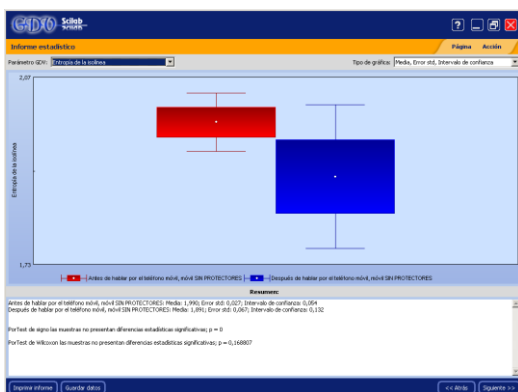 GDV Scilab
Informe estadístico
Página Acción
Parámetro GDV: Entropía de la isolínea
Tipo de gráfica: Media, Error std, Intervalo de confianza
2,07
Entropía de la isolínea
1,73
Antes de hablar por el teléfono móvil, móvil SIN PROTECTORES Después de hablar por el teléfono móvil, móvil SIN PROTECTORES
Resumen:
Antes de hablar por el teléfono móvil, móvil SIN PROTECTORES: Media: 1,990; Error std: 0,027; Intervalo de confianza: 0,054
Después de hablar por el teléfono móvil, móvil SIN PROTECTORES: Media: 1,891; Error std: 0,067; Intervalo de confianza: 0,132
PorTest de signo las muestras no presentan diferencias estadísticas significativas; p = 0
PorTest de Wilcoxon las muestras no presentan diferencias estadísticas significativas; p = 0,168807
Imprimir informe Guardar datos << Atrás Siguiente >>